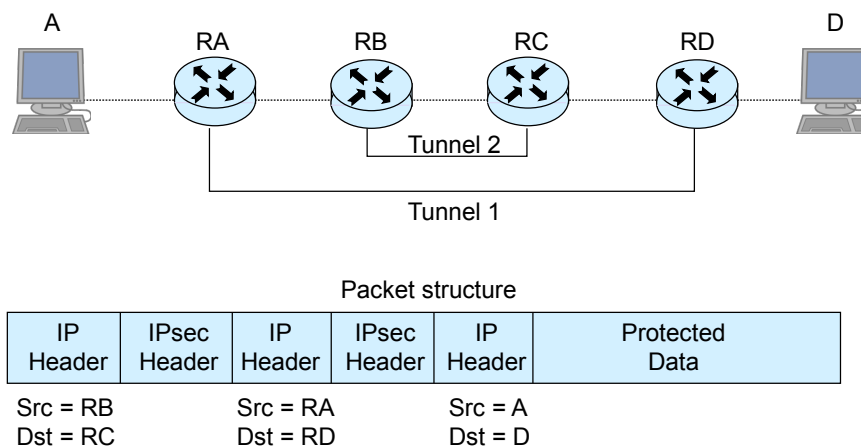 A
RA
RB
RC
RD
D
Tunnel 2
Tunnel 1
Packet structure
IP Header
IPsec Header
IP Header
IPsec Header
IP Header
Protected Data
Src = RB
Dst = RC
Src = RA
Dst = RD
Src = A
Dst = D